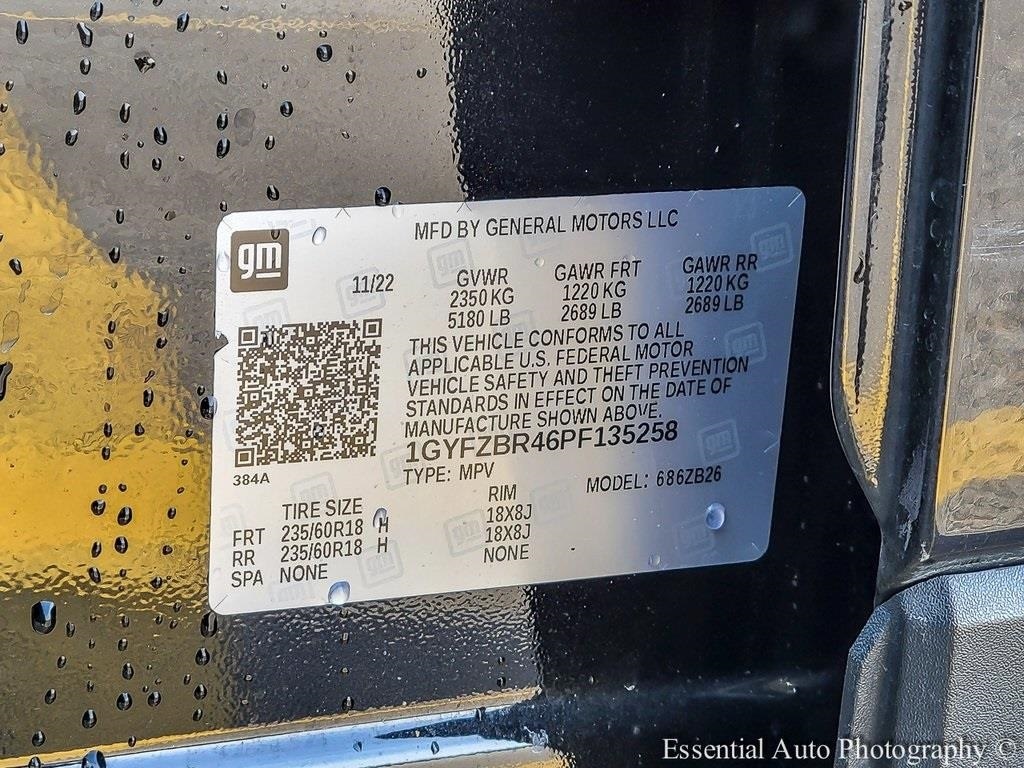 gm
MFD BY GENERAL MOTORS LLC
11/22 GVWR GAWR FRT GAWR RR
2350 KG 1220 KG 1220 KG
5180 LB 2689 LB 2689 LB
THIS VEHICLE CONFORMS TO ALL
APPLICABLE U.S. FEDERAL MOTOR
VEHICLE SAFETY AND THEFT PREVENTION
STANDARDS IN EFFECT ON THE DATE OF
MANUFACTURE SHOWN ABOVE.
1GYFZBR46PF135258
384A TYPE: MPV MODEL: 686ZB26
TIRE SIZE RIM
FRT 235/60R18 H 18X8J
RR 235/60R18 H 18X8J
SPA NONE NONE
Essential Auto Photography ©